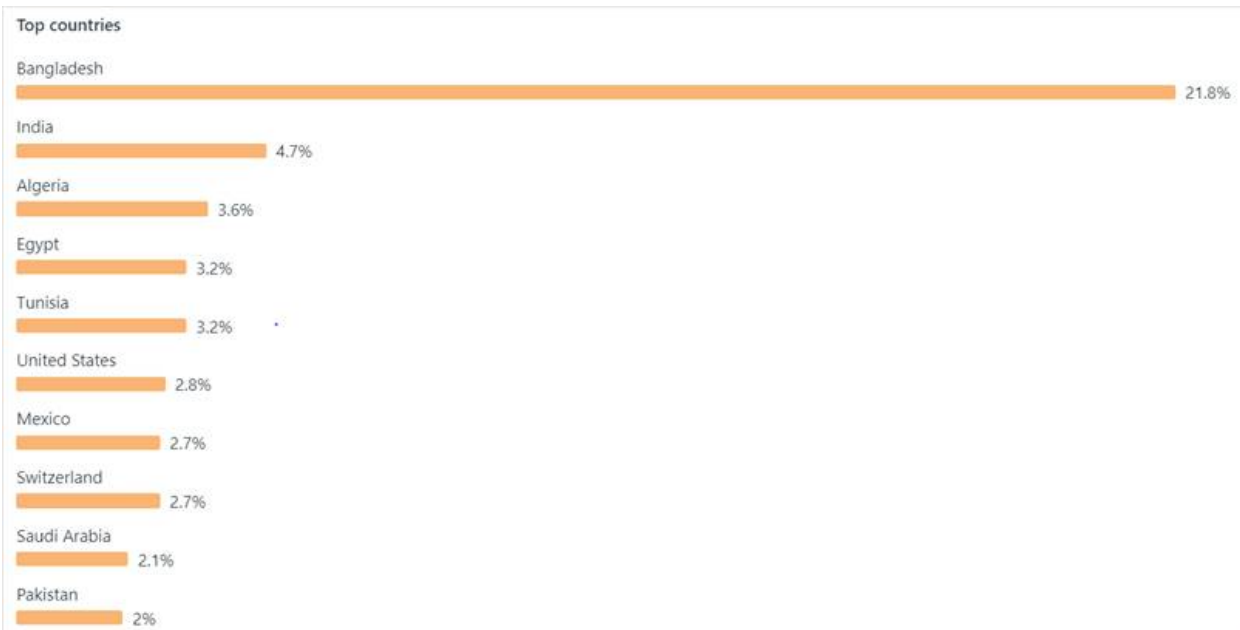 Top countries
Bangladesh
21.8%
India
4.7%
Algeria
3.6%
Egypt
3.2%
Tunisia
3.2%
United States
2.8%
Mexico
2.7%
Switzerland
2.7%
Saudi Arabia
2.1%
Pakistan
2%